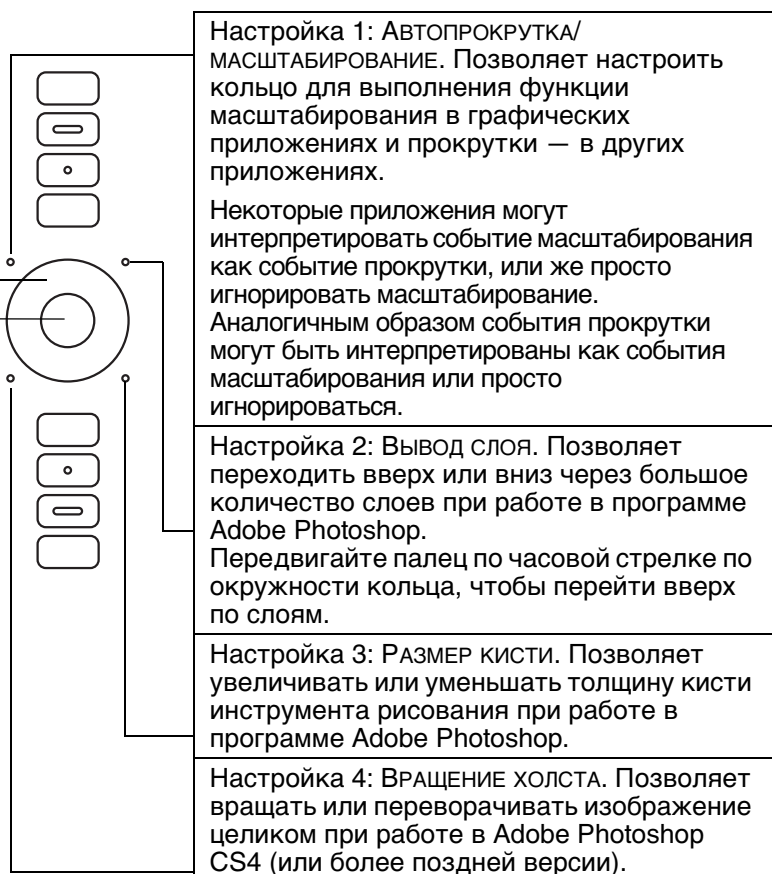 Настройка 1: АВТОПРОКРУТКА/
МАСШТАБИРОВАНИЕ. Позволяет настроить
кольцо для выполнения функции
масштабирования в графических
приложениях и прокрутки — в других
приложениях.
Некоторые приложения могут
интерпретировать событие масштабирования
как событие прокрутки, или же просто
игнорировать масштабирование.
Аналогичным образом события прокрутки
могут быть интерпретированы как события
масштабирования или просто
игнорироваться.
Настройка 2: ВЫВОД СЛОЯ. Позволяет
переходить вверх или вниз через большое
количество слоев при работе в программе
Adobe Photoshop.
Передвигайте палец по часовой стрелке по
окружности кольца, чтобы перейти вверх
по слоям.
Настройка 3: РАЗМЕР КИСТИ. Позволяет
увеличивать или уменьшать толщину кисти
инструмента рисования при работе в
программе Adobe Photoshop.
Настройка 4: ВРАЩЕНИЕ ХОЛСТА. Позволяет
вращать или переворачивать изображение
целиком при работе в Adobe Photoshop
CS4 (или более поздней версии).